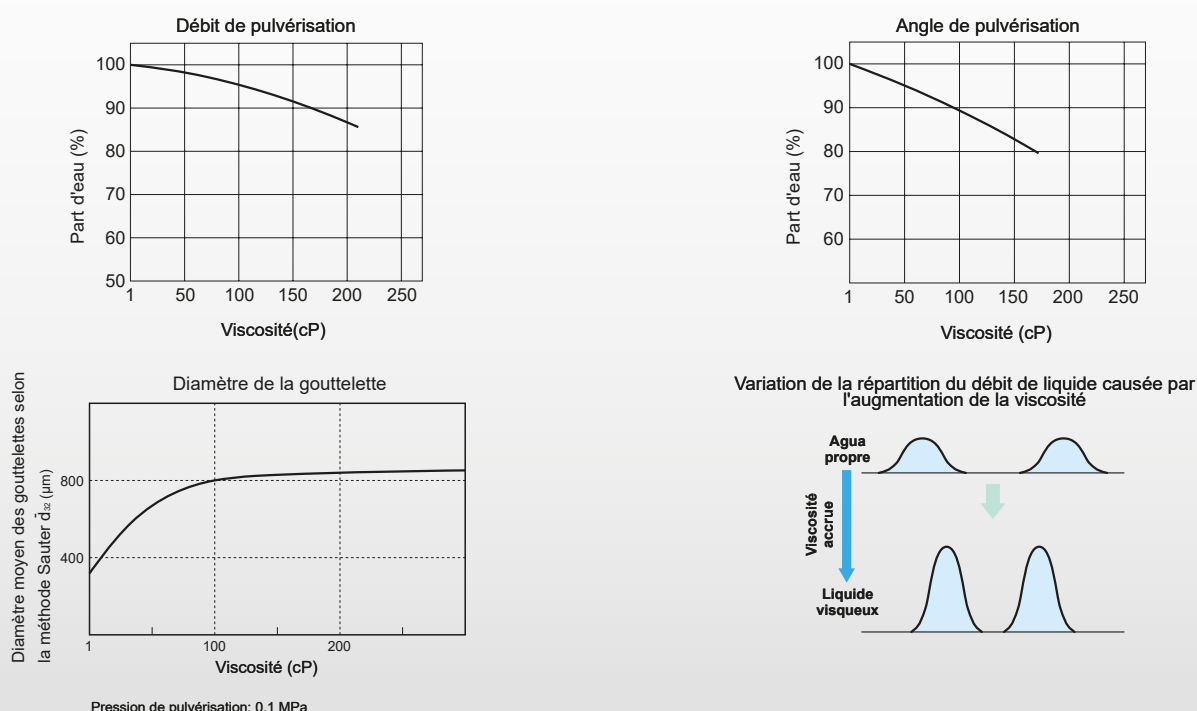 Débit de pulvérisation
100
90
80
70
60
50
Part d'eau (%)
1 50 100 150 200 250
Viscosité(cP)
Angle de pulvérisation
100
90
80
70
60
Part d'eau (%)
1 50 100 150 200 250
Viscosité (cP)
Diamètre de la gouttelette
Diamètre moyen des gouttelettes selon
la méthode Sauter d̄32 (µm)
800
400
1 100 200
Viscosité (cP)
Pression de pulvérisation: 0.1 MPa
Variation de la répartition du débit de liquide causée par
l'augmentation de la viscosité
Agua
propre
Viscosité
accrue
Liquide
visqueux